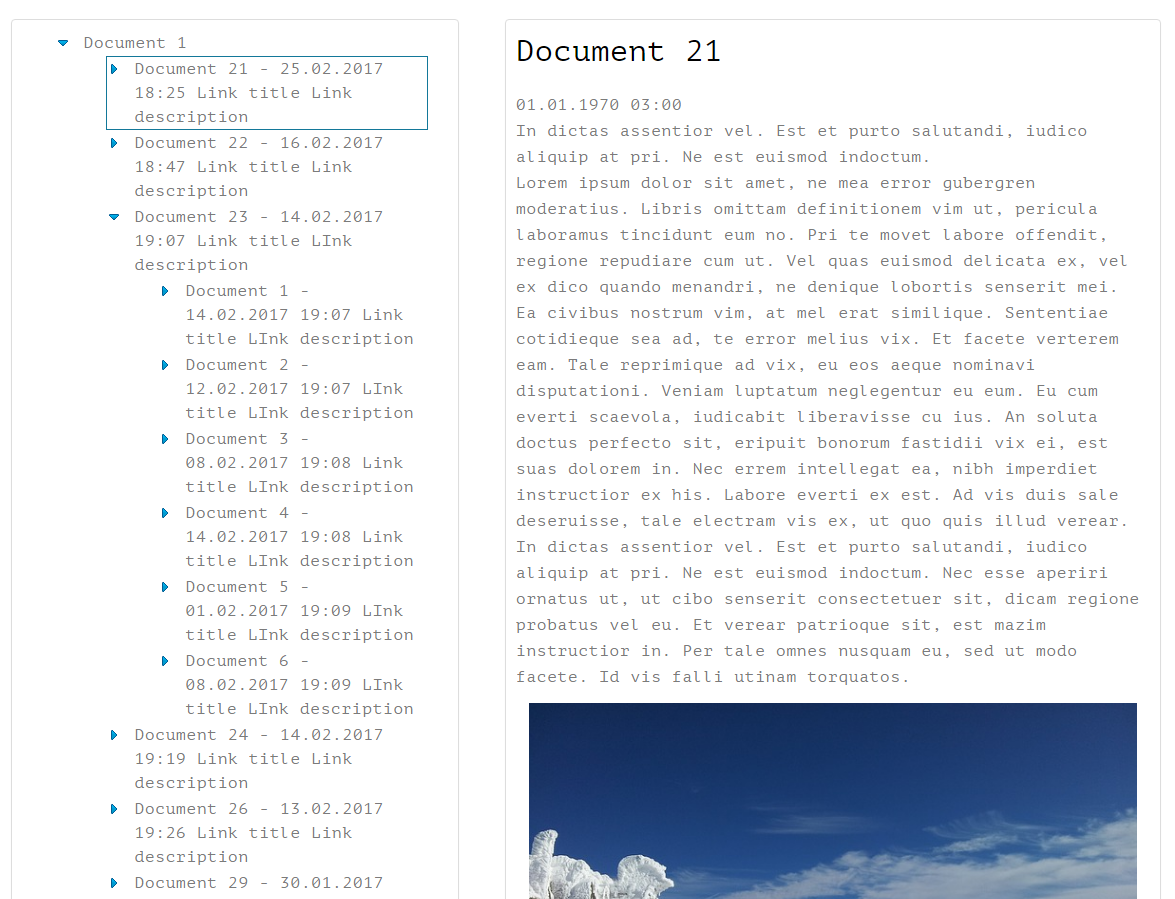 Document 1
Document 21 - 25.02.2017
18:25 Link title Link
description
Document 22 - 16.02.2017
18:47 Link title Link
description
Document 23 - 14.02.2017
19:07 Link title LInk
description
Document 1 -
14.02.2017 19:07 Link
title LInk description
Document 2 -
12.02.2017 19:07 LInk
title LInk description
Document 3 -
08.02.2017 19:08 Link
title LInk description
Document 4 -
14.02.2017 19:08 Link
title LInk description
Document 5 -
01.02.2017 19:09 LInk
title LInk description
Document 6 -
08.02.2017 19:09 LInk
title LInk description
Document 24 - 14.02.2017
19:19 Link title Link
description
Document 26 - 13.02.2017
19:26 Link title Link
description
Document 29 - 30.01.2017
Document 21
01.01.1970 03:00
In dictas assentior vel. Est et purto salutandi, iudico
aliquip at pri. Ne est euismod indoctum.
Lorem ipsum dolor sit amet, ne mea error gubergren
moderatius. Libris omittam definitionem vim ut, pericula
laboramus tincidunt eum no. Pri te movet labore offendit,
regione repudiare cum ut. Vel quas euismod delicata ex, vel
ex dico quando menandri, ne denique lobortis senserit mei.
Ea civibus nostrum vim, at mel erat similique. Sententiae
cotidieque sea ad, te error melius vix. Et facete verterem
eam. Tale reprimique ad vix, eu eos aeque nominavi
disputationi. Veniam luptatum neglegentur eu eum. Eu cum
everti scaevola, iudicabit liberavisse cu ius. An soluta
doctus perfecto sit, eripuit bonorum fastidii vix ei, est
suas dolorem in. Nec errem intellegat ea, nibh imperdiet
instructior ex his. Labore everti ex est. Ad vis duis sale
deseruisse, tale electram vis ex, ut quo quis illud verear.
In dictas assentior vel. Est et purto salutandi, iudico
aliquip at pri. Ne est euismod indoctum. Nec esse aperiri
ornatus ut, ut cibo senserit consectetuer sit, dicam regione
probatus vel eu. Et verear patrioque sit, est mazim
instructior in. Per tale omnes nusquam eu, sed ut modo
facete. Id vis falli utinam torquatos.